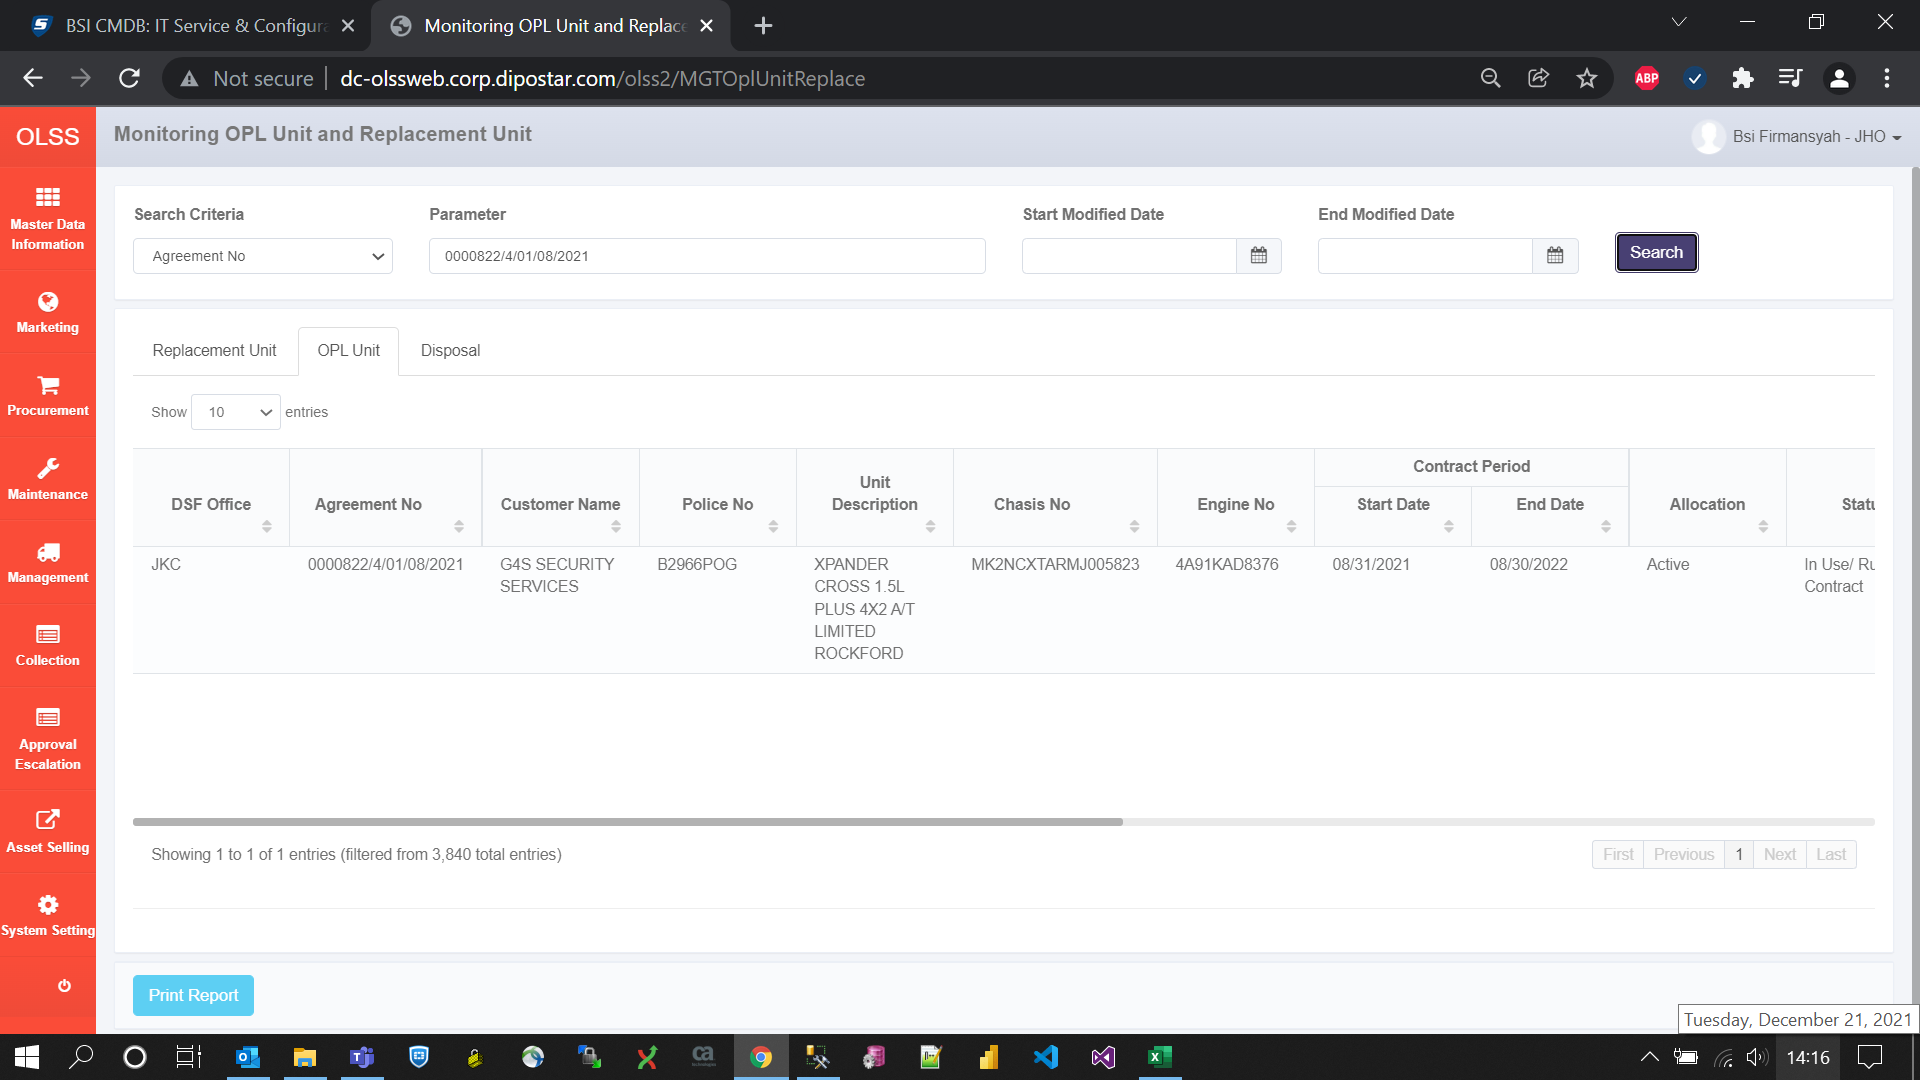 BSI CMDB: IT Service & Configura
Monitoring OPL Unit and Replace
Not secure
dc-olssweb.corp.dipostar.com/olss2/MGTOplUnitReplace
ABP
OLSS
Monitoring OPL Unit and Replacement Unit
Bsi Firmansyah - JHO
Master Data
Information
Marketing
Procurement
Maintenance
Management
Collection
Approval
Escalation
Asset Selling
System Setting
Search Criteria
Parameter
Start Modified Date
End Modified Date
Agreement No
0000822/4/01/08/2021
Search
Replacement Unit
OPL Unit
Disposal
Show 10 entries
DSF Office
Agreement No
Customer Name
Police No
Unit
Description
Chasis No
Engine No
Contract Period
Start Date
End Date
Allocation
Statu
JKC
0000822/4/01/08/2021
G4S SECURITY
SERVICES
B2966POG
XPANDER
CROSS 1.5L
PLUS 4X2 A/T
LIMITED
ROCKFORD
MK2NCXTARMJ005823
4A91KAD8376
08/31/2021
08/30/2022
Active
In Use/ Ru
Contract
Showing 1 to 1 of 1 entries (filtered from 3,840 total entries)
First Previous 1 Next Last
Print Report
Tuesday, December 21, 2021
ca
14:16